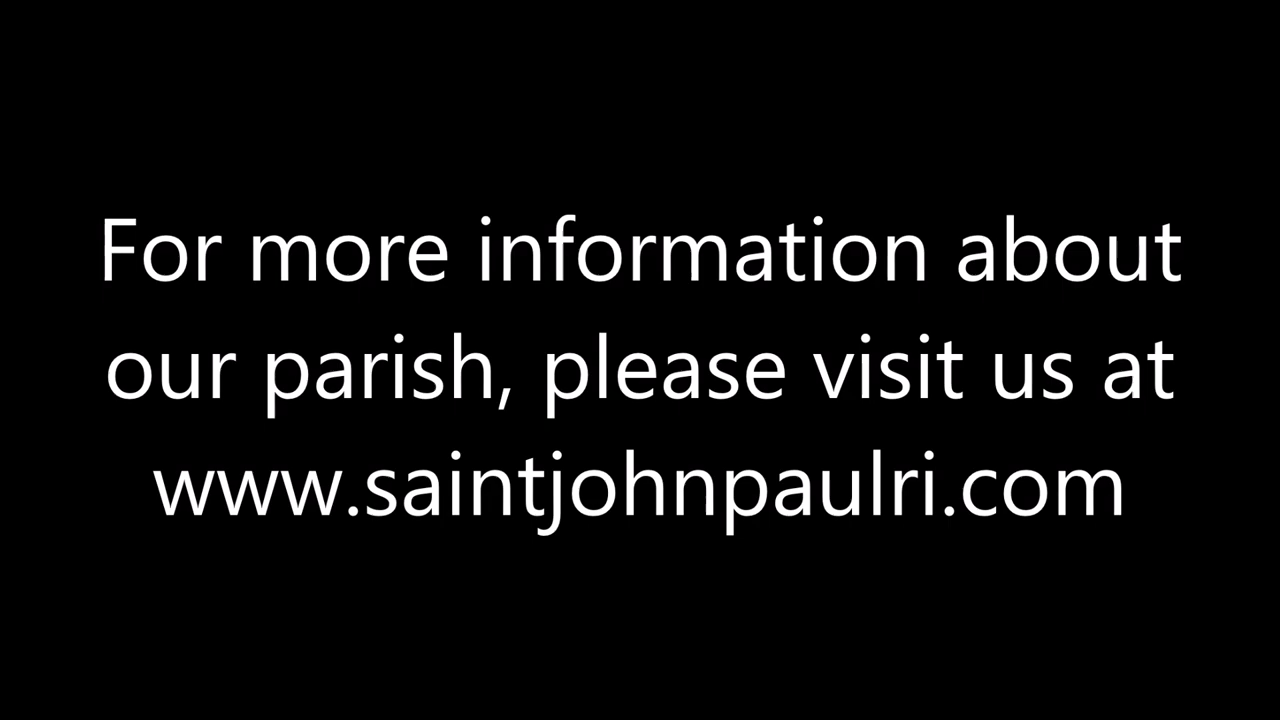 For more information about
our parish, please visit us at
www.saintjohnpaulri.com